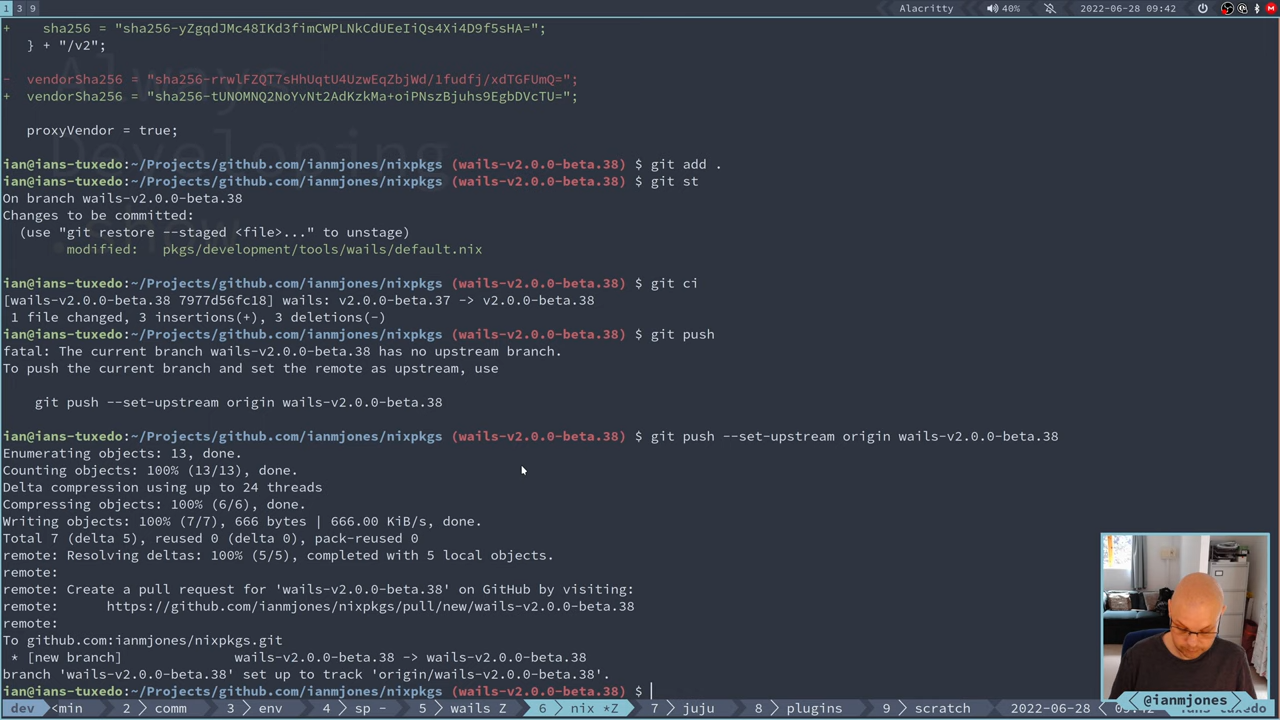 1 3 9 Alacritty 40% 2022-06-28 09:42
+    sha256 = "sha256-yZgqdJMc48IKd3fimCWPLNkCdUEeIiQs4Xi4D9f5sHA=";
   } + "/v2";
-  vendorSha256 = "sha256-rrwlFZQT7sHhUqtU4UzwEqZbjWd/1fudfj/xdTGFUmQ=";
+  vendorSha256 = "sha256-tUNOMNQ2NoYvNt2AdKzkMa+oiPNszBjuhs9EgbDVcTU=";
   proxyVendor = true;
ian@ians-tuxedo:~/Projects/github.com/ianmjones/nixpkgs (wails-v2.0.0-beta.38) $ git add .
ian@ians-tuxedo:~/Projects/github.com/ianmjones/nixpkgs (wails-v2.0.0-beta.38) $ git st
On branch wails-v2.0.0-beta.38
Changes to be committed:
  (use "git restore --staged <file>..." to unstage)
        modified:   pkgs/development/tools/wails/default.nix
ian@ians-tuxedo:~/Projects/github.com/ianmjones/nixpkgs (wails-v2.0.0-beta.38) $ git ci
[wails-v2.0.0-beta.38 7977d56fc18] wails: v2.0.0-beta.37 -> v2.0.0-beta.38
 1 file changed, 3 insertions(+), 3 deletions(-)
ian@ians-tuxedo:~/Projects/github.com/ianmjones/nixpkgs (wails-v2.0.0-beta.38) $ git push
fatal: The current branch wails-v2.0.0-beta.38 has no upstream branch.
To push the current branch and set the remote as upstream, use
    git push --set-upstream origin wails-v2.0.0-beta.38
ian@ians-tuxedo:~/Projects/github.com/ianmjones/nixpkgs (wails-v2.0.0-beta.38) $ git push --set-upstream origin wails-v2.0.0-beta.38
Enumerating objects: 13, done.
Counting objects: 100% (13/13), done.
Delta compression using up to 24 threads
Compressing objects: 100% (6/6), done.
Writing objects: 100% (7/7), 666 bytes | 666.00 KiB/s, done.
Total 7 (delta 5), reused 0 (delta 0), pack-reused 0
remote: Resolving deltas: 100% (5/5), completed with 5 local objects.
remote:
remote: Create a pull request for 'wails-v2.0.0-beta.38' on GitHub by visiting:
remote:      https://github.com/ianmjones/nixpkgs/pull/new/wails-v2.0.0-beta.38
remote:
To github.com:ianmjones/nixpkgs.git
 * [new branch]              wails-v2.0.0-beta.38 -> wails-v2.0.0-beta.38
branch 'wails-v2.0.0-beta.38' set up to track 'origin/wails-v2.0.0-beta.38'.
ian@ians-tuxedo:~/Projects/github.com/ianmjones/nixpkgs (wails-v2.0.0-beta.38) $
dev <min 2 comm 3 env 4 sp - 5 wails Z 6 nix *Z 7 juju 8 plugins 9 scratch 2022-06-28
@ianmjones
Always
Developing